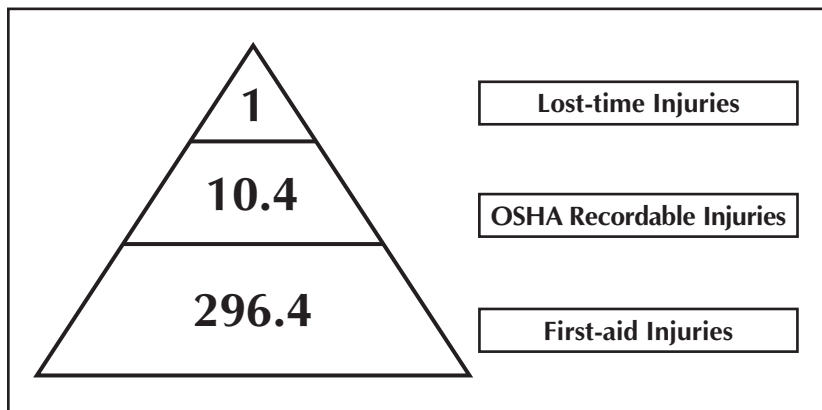 1
Lost-time Injuries
10.4
OSHA Recordable Injuries
296.4
First-aid Injuries